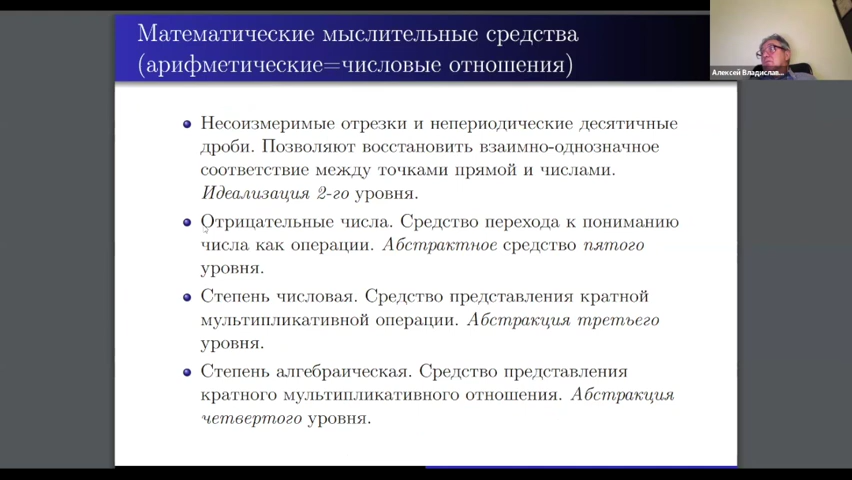 Математические мыслительные средства
(арифметические=числовые отношения)
Алексей Владислав...
Несоизмеримые отрезки и непериодические десятичные
дроби. Позволяют восстановить взаимно-однозначное
соответствие между точками прямой и числами.
Идеализация 2-го уровня.
Отрицательные числа. Средство перехода к пониманию
числа как операции. Абстрактное средство пятого
уровня.
Степень числовая. Средство представления кратной
мультипликативной операции. Абстракция третьего
уровня.
Степень алгебраическая. Средство представления
кратного мультипликативного отношения. Абстракция
четвертого уровня.